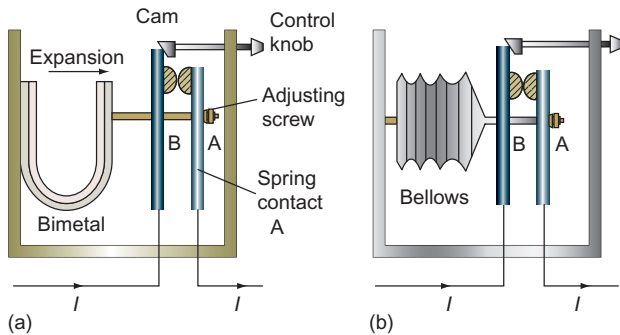 Cam
Control
knob
Expansion
Adjusting
screw
B
A
Spring
contact
A
Bimetal
I
I
(a)
B
A
Bellows
I
I
(b)